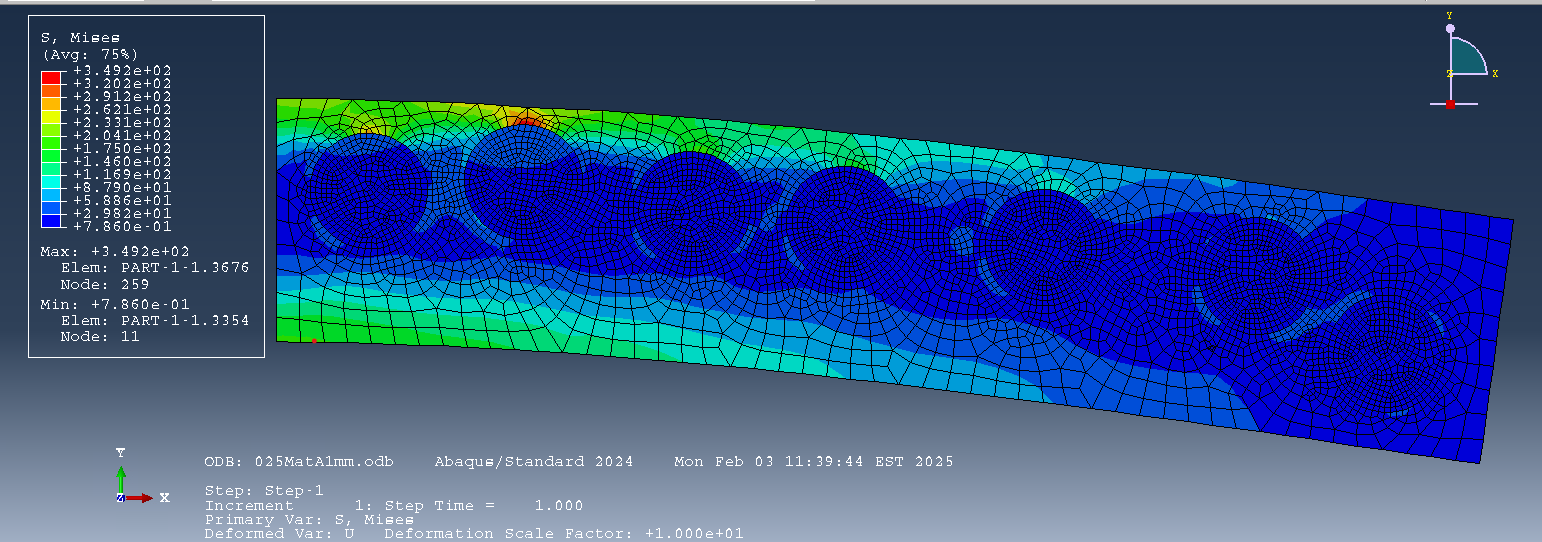 S, Mises
(Avg: 75%)
+3.492e+02
+3.202e+02
+2.912e+02
+2.621e+02
+2.331e+02
+2.041e+02
+1.750e+02
+1.460e+02
+1.169e+02
+8.790e+01
+5.886e+01
+2.982e+01
+7.860e-01
Max: +3.492e+02
Elem: PART-1-1.3676
Node: 259
Min: +7.860e-01
Elem: PART-1-1.3354
Node: 11
Y
Z
X
Y
Z
X
ODB: 025MatA1mm.odb Abaqus/Standard 2024 Mon Feb 03 11:39:44 EST 2025
Step: Step-1
Increment 1: Step Time = 1.000
Primary Var: S, Mises
Deformed Var: U Deformation Scale Factor: +1.000e+01